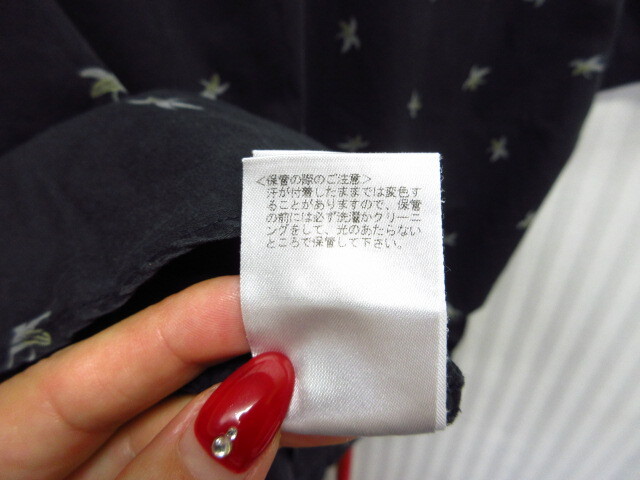 ＜保管の際のご注意＞
汗が付着したままでは変色す
ることがありますので、保管
の前には必ず洗濯かクリーニ
ングをして、光のあたらない
ところで保管して下さい。